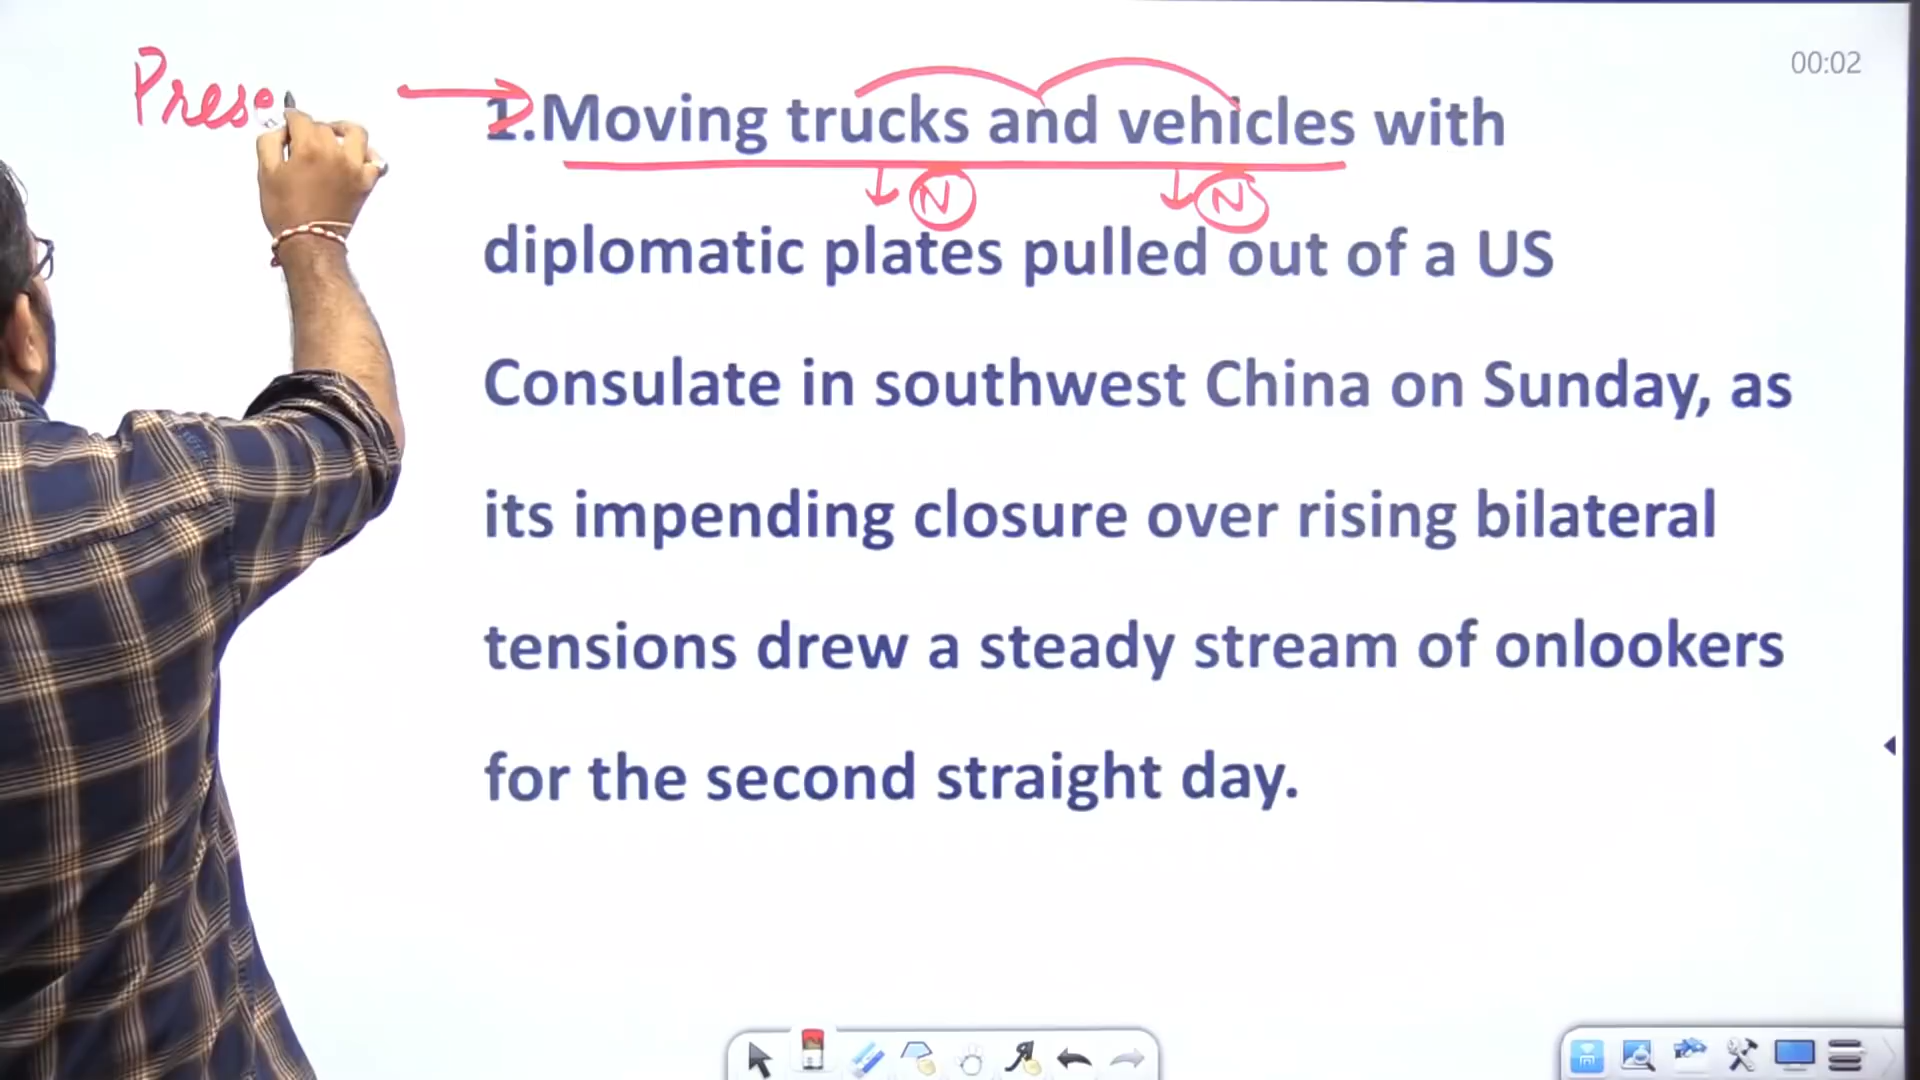 00:02
Prese
1.Moving trucks and vehicles with
N N
diplomatic plates pulled out of a US
Consulate in southwest China on Sunday, as
its impending closure over rising bilateral
tensions drew a steady stream of onlookers
for the second straight day.